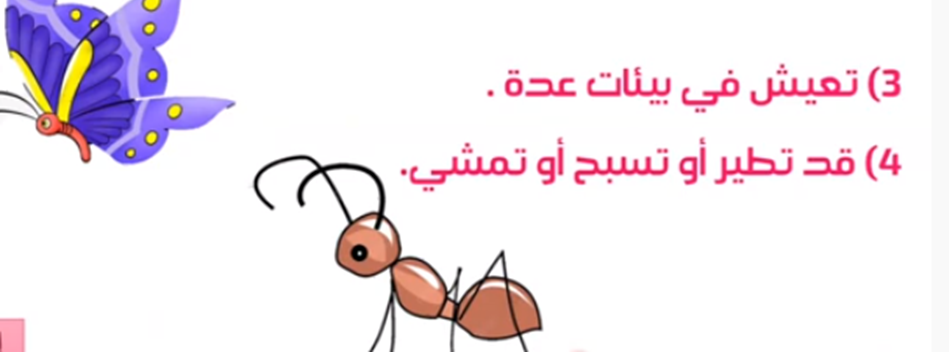 3) تعيش في بيئات عدة .
4) قد تطير أو تسبح أو تمشي.